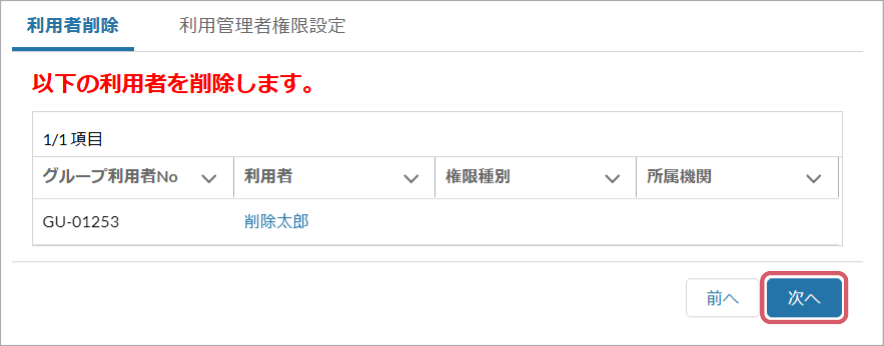 利用者削除 利用管理者権限設定
以下の利用者を削除します。
1/1 項目
グループ利用者No 利用者 権限種別 所属機関
GU-01253 削除太郎
前へ 次へ